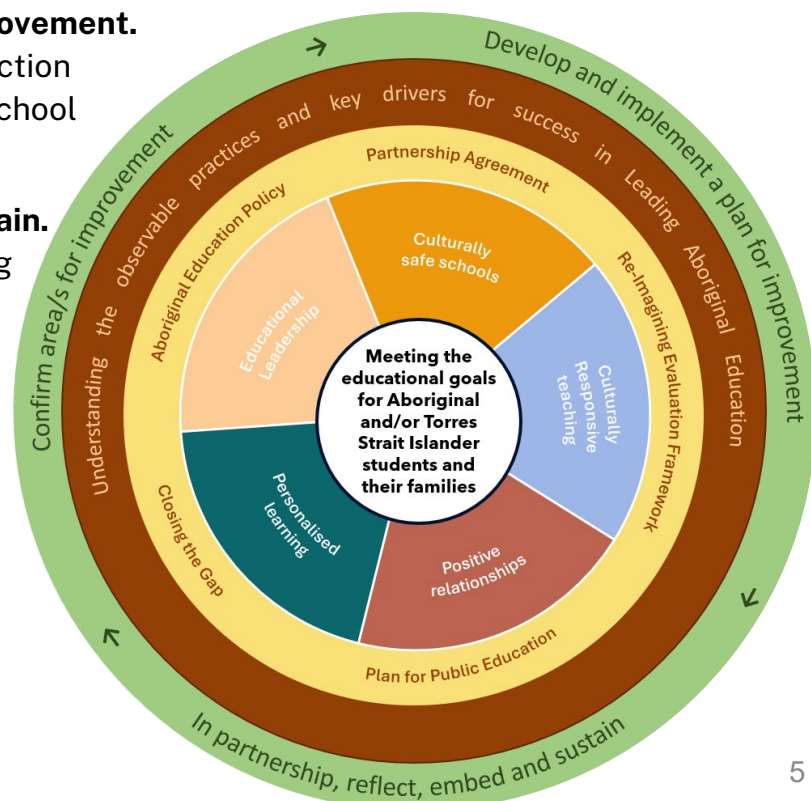 ovement.
ction
chool
ain.
g
Confirm area/s for improvement
Develop and implement a plan for improvement
In partnership, reflect, embed and sustain
Understanding the observable practices and key drivers for success in Leading Aboriginal Education
Aboriginal Education Policy
Partnership Agreement
Re-Imagining Evaluation Framework
Plan for Public Education
Closing the Gap
Educational
Leadership
Culturally
safe schools
Culturally
Responsive
teaching
Positive
relationships
Personalised
learning
Meeting the
educational goals
for Aboriginal
and/or Torres
Strait Islander
students and
their families
5